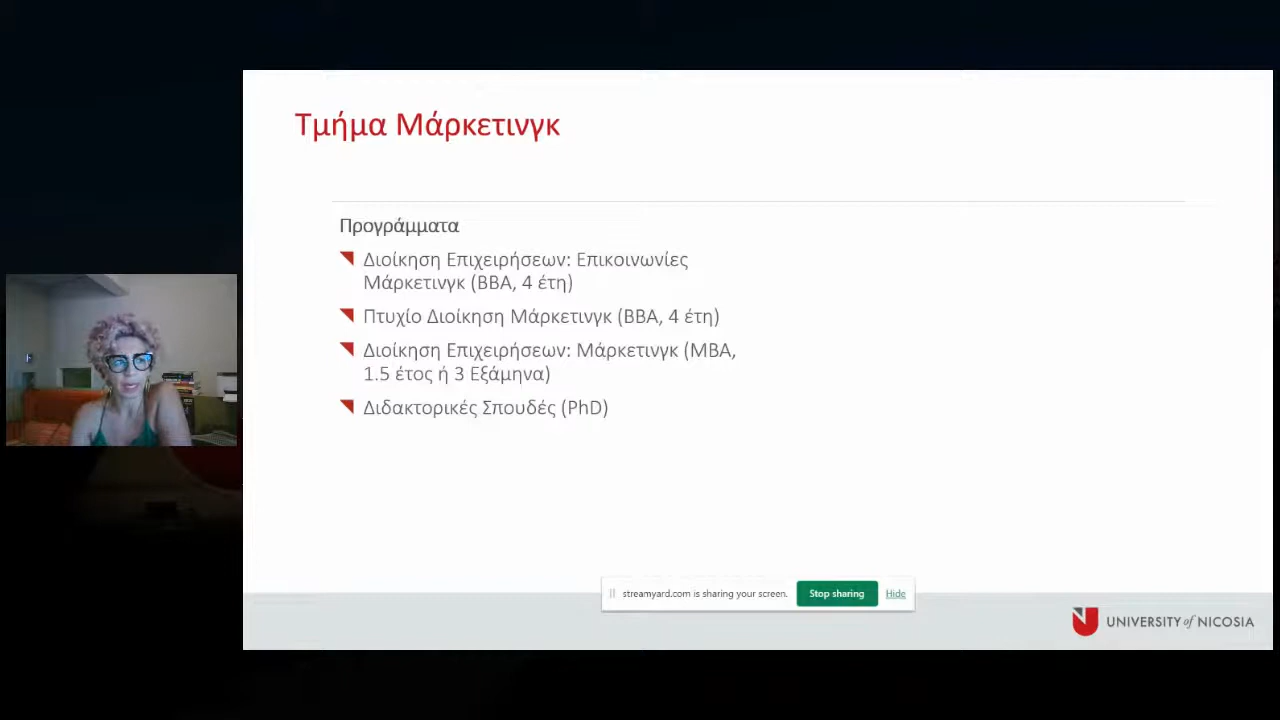 Τμήμα Μάρκετινγκ
Προγράμματα
Διοίκηση Επιχειρήσεων: Επικοινωνίες
Μάρκετινγκ (BBA, 4 έτη)
Πτυχίο Διοίκηση Μάρκετινγκ (BBA, 4 έτη)
Διοίκηση Επιχειρήσεων: Μάρκετινγκ (MBA,
1.5 έτος ή 3 Εξάμηνα)
Διδακτορικές Σπουδές (PhD)
streamyard.com is sharing your screen. Stop sharing Hide
UNIVERSITY of NICOSIA